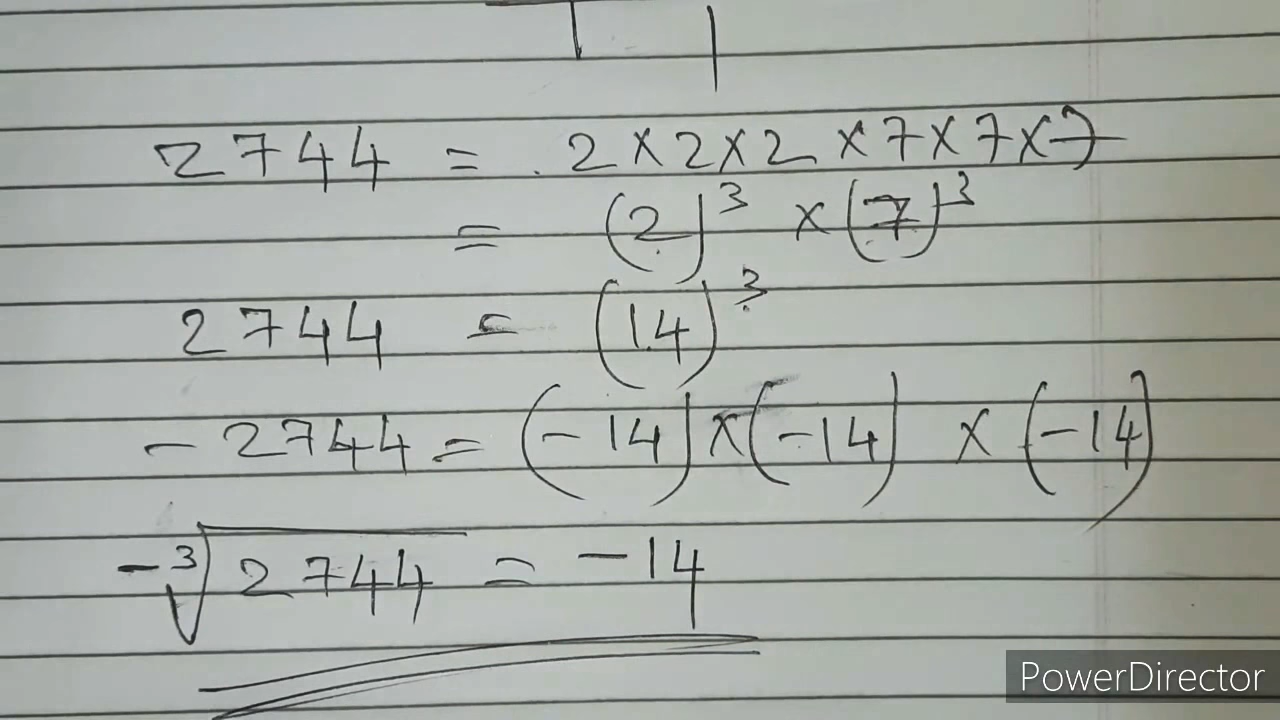 2744 = 2 × 2 × 2 × 7 × 7 × 7
= (2)³ × (7)³
2744 = (14)³
-2744 = (-14) × (-14) × (-14)
-∛2744 = -14
PowerDirector